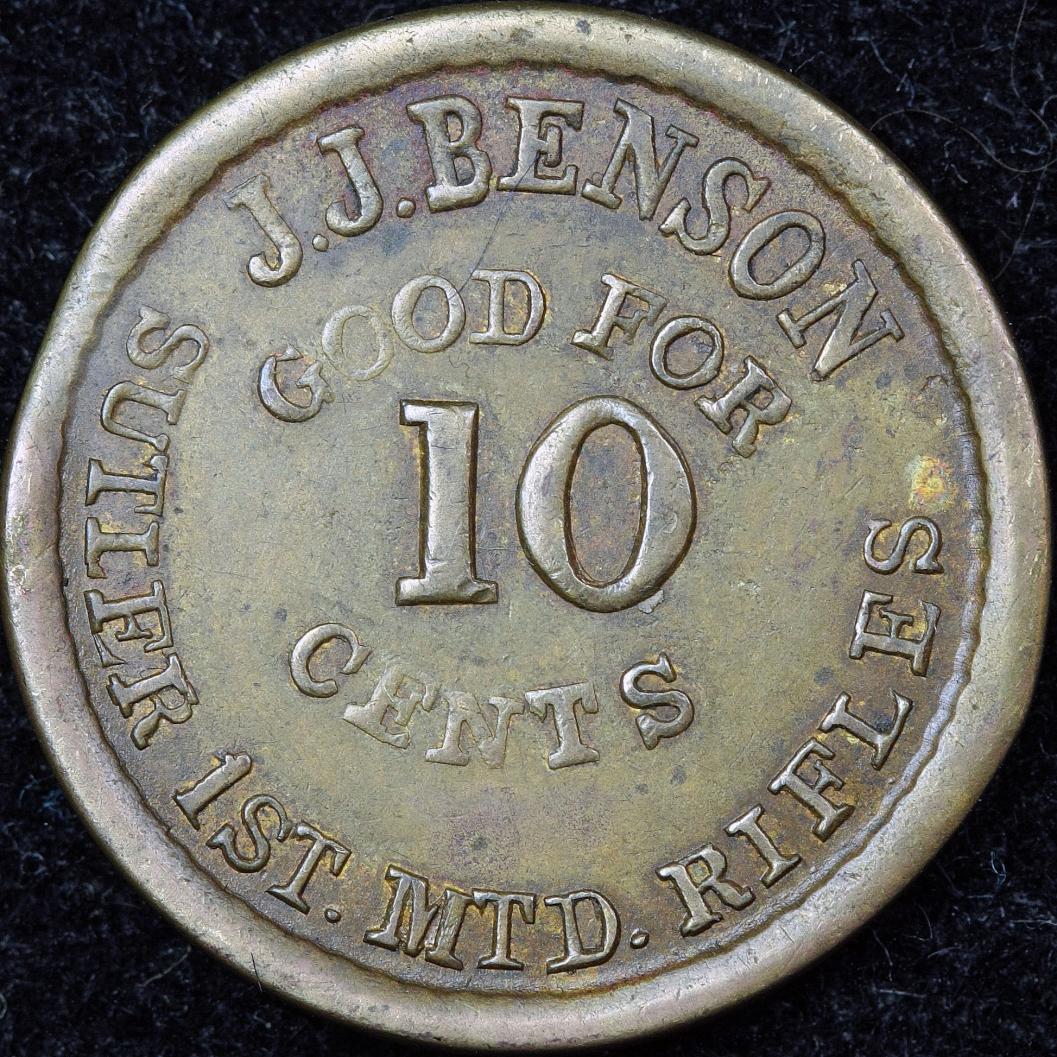 J.J.BENSON
SUTLER 1ST. MTD. RIFLES
GOOD FOR
10
CENTS